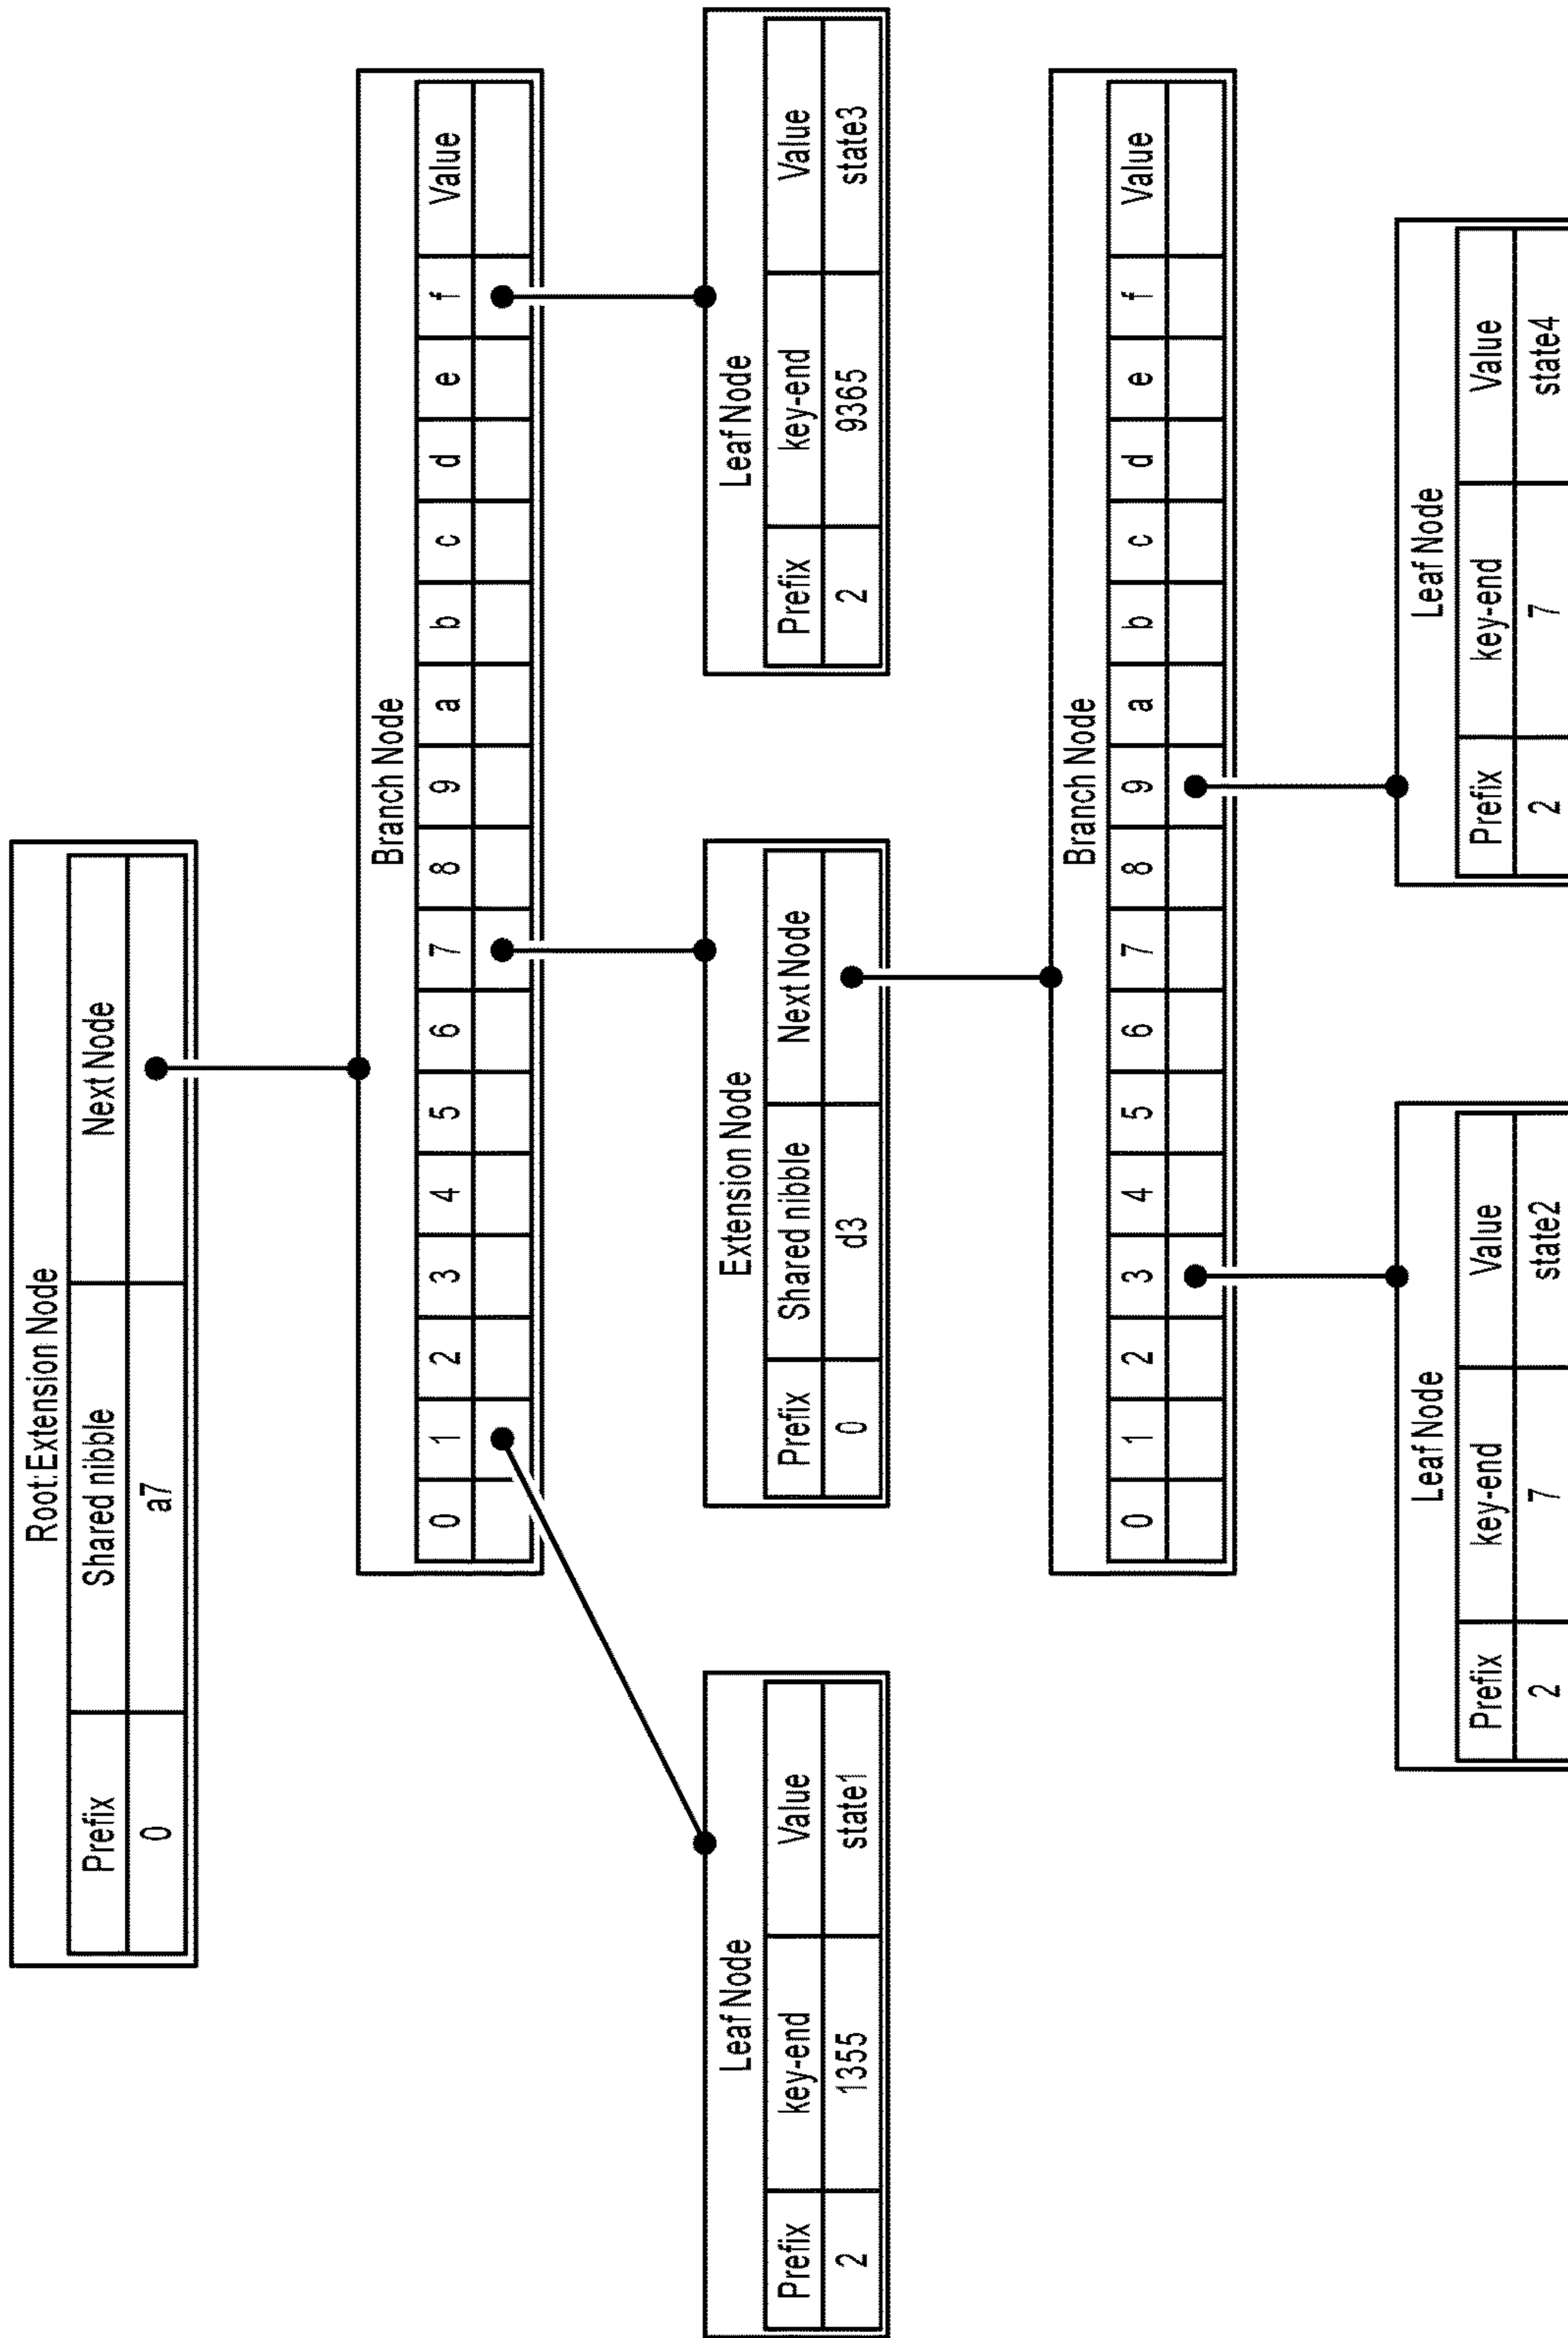 Root:Extension Node
Prefix Shared nibble Next Node
0 a7
Branch Node
0 1 2 3 4 5 6 7 8 9 a b c d e f Value
Leaf Node
Prefix key-end Value
2 1355 state1
Extension Node
Prefix Shared nibble Next Node
0 d3
Leaf Node
Prefix key-end Value
2 9365 state3
Branch Node
0 1 2 3 4 5 6 7 8 9 a b c d e f Value
Leaf Node
Prefix key-end Value
2 7 state2
Leaf Node
Prefix key-end Value
2 7 state4